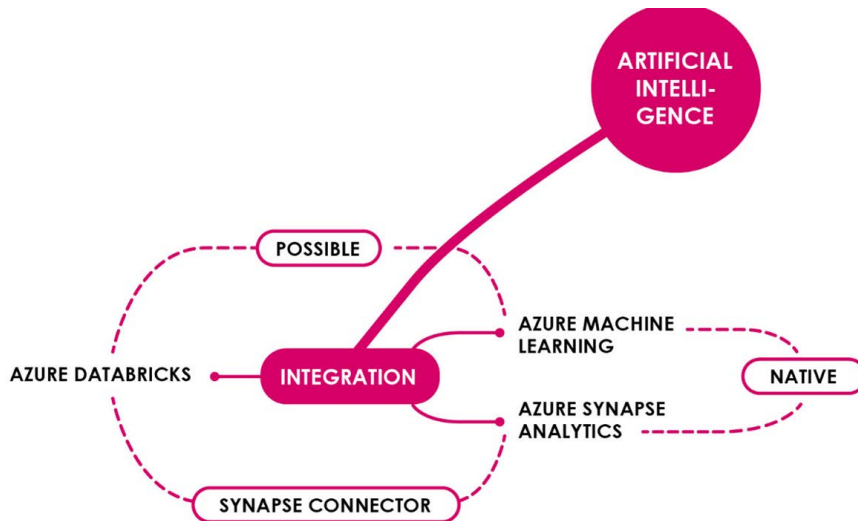 ARTIFICIAL
INTELLI-
GENCE
POSSIBLE
AZURE MACHINE
LEARNING
AZURE DATABRICKS
INTEGRATION
NATIVE
AZURE SYNAPSE
ANALYTICS
SYNAPSE CONNECTOR